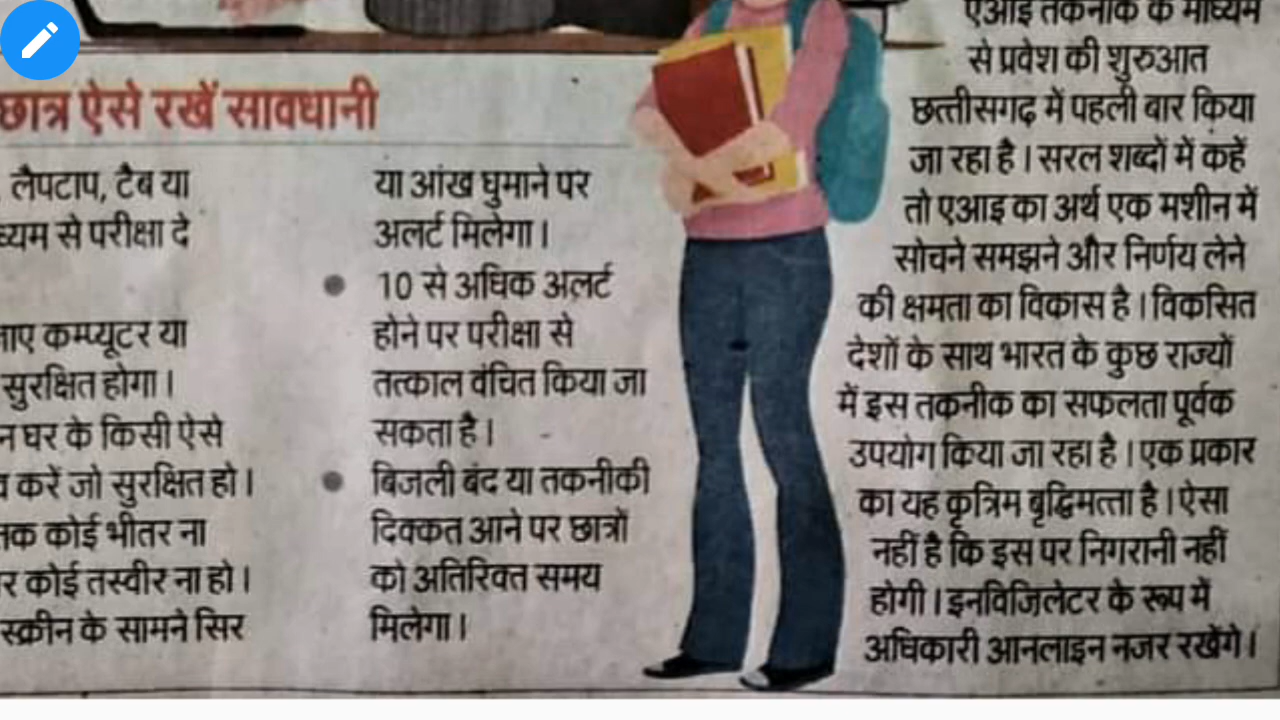 छात्र ऐसे रखें सावधानी
लैपटाप, टैब या
से परीक्षा दे
कम्प्यूटर या
सुरक्षित होगा।
घर के किसी ऐसे
करें जो सुरक्षित हो।
कोई भीतर ना
कोई तस्वीर ना हो।
स्क्रीन के सामने सिर
या आंख घुमाने पर
अलर्ट मिलेगा।
10 से अधिक अलर्ट
होने पर परीक्षा से
तत्काल वंचित किया जा
सकता है।
बिजली बंद या तकनीकी
दिक्कत आने पर छात्रों
को अतिरिक्त समय
मिलेगा।
एआइ तकनीक के माध्यम
से प्रवेश की शुरुआत
छत्तीसगढ़ में पहली बार किया
जा रहा है। सरल शब्दों में कहें
तो एआइ का अर्थ एक मशीन में
सोचने समझने और निर्णय लेने
की क्षमता का विकास है। विकसित
देशों के साथ भारत के कुछ राज्यों
में इस तकनीक का सफलता पूर्वक
उपयोग किया जा रहा है। एक प्रकार
का यह कृत्रिम बृद्धिमत्ता है। ऐसा
नहीं है कि इस पर निगरानी नहीं
होगी। इनविजिलेटर के रूप में
अधिकारी आनलाइन नजर रखेंगे।